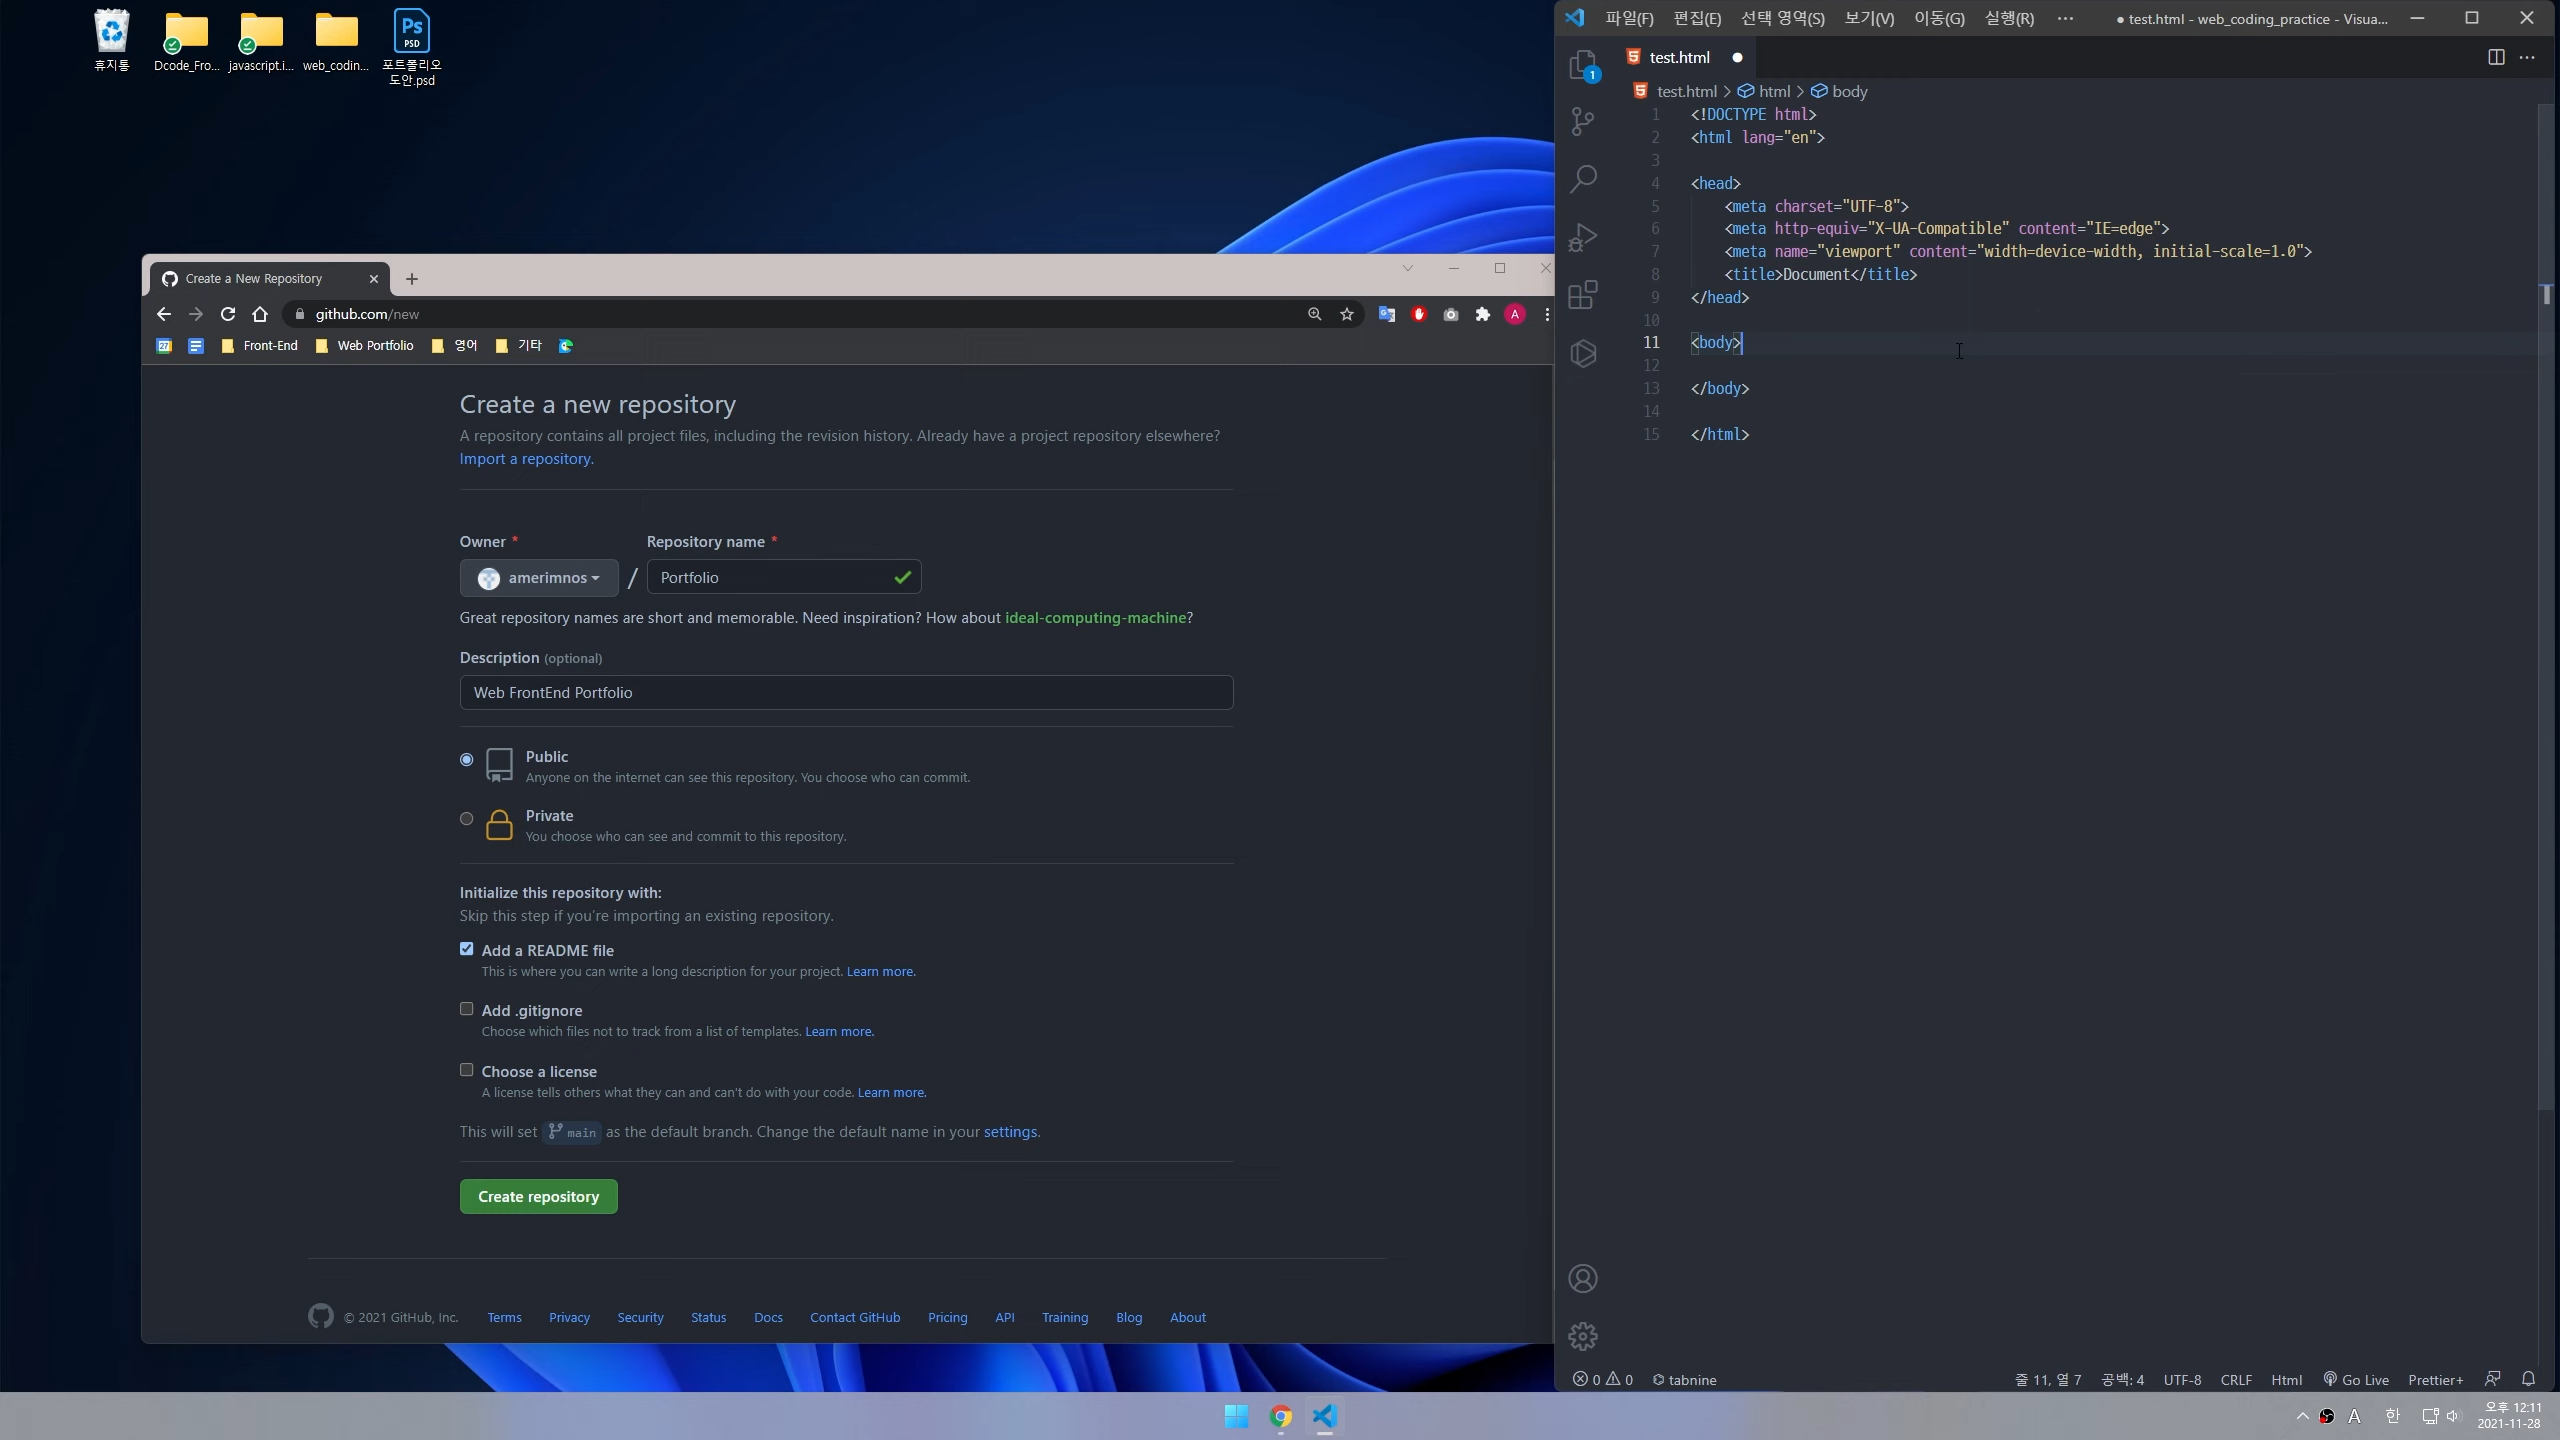 휴지통
Dcode_Fro...
javascript.i...
web_codin...
포트폴리오
도안.psd
Ps
PSD
Create a New Repository
github.com/new
27
Front-End
Web Portfolio
영어
기타
A
Create a new repository
A repository contains all project files, including the revision history. Already have a project repository elsewhere?
Import a repository.
Owner *
Repository name *
amerimnos
/
Portfolio
Great repository names are short and memorable. Need inspiration? How about ideal-computing-machine?
Description (optional)
Web FrontEnd Portfolio
Public
Anyone on the internet can see this repository. You choose who can commit.
Private
You choose who can see and commit to this repository.
Initialize this repository with:
Skip this step if you're importing an existing repository.
Add a README file
This is where you can write a long description for your project. Learn more.
Add .gitignore
Choose which files not to track from a list of templates. Learn more.
Choose a license
A license tells others what they can and can't do with your code. Learn more.
This will set main as the default branch. Change the default name in your settings.
Create repository
© 2021 GitHub, Inc. Terms Privacy Security Status Docs Contact GitHub Pricing API Training Blog About
파일(F) 편집(E) 선택 영역(S) 보기(V) 이동(G) 실행(R) ··· ● test.html - web_coding_practice - Visua...
1
test.html ●
test.html > html > body
1 <!DOCTYPE html>
2 <html lang="en">
3
4 <head>
5 <meta charset="UTF-8">
6 <meta http-equiv="X-UA-Compatible" content="IE=edge">
7 <meta name="viewport" content="width=device-width, initial-scale=1.0">
8 <title>Document</title>
9 </head>
10
11 <body>
12
13 </body>
14
15 </html>
0 0 tabnine
줄 11, 열 7 공백: 4 UTF-8 CRLF Html Go Live Prettier+
A 한
오후 12:11
2021-11-28